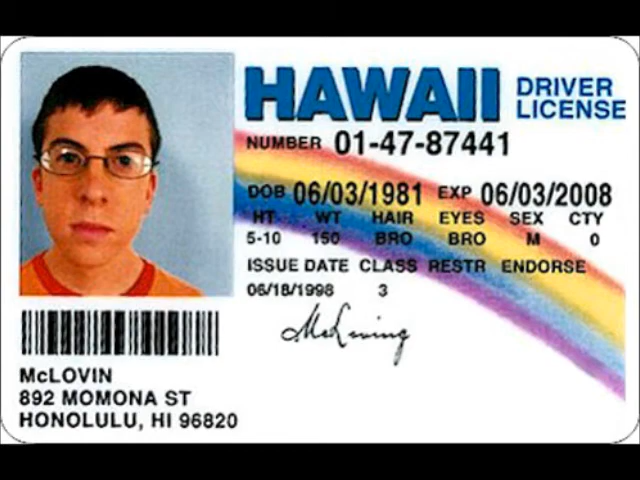 HAWAII DRIVER LICENSE
NUMBER 01-47-87441
DOB 06/03/1981 EXP 06/03/2008
HT WT HAIR EYES SEX CTY
5-10 150 BRO BRO M 0
ISSUE DATE CLASS RESTR ENDORSE
06/18/1998 3
McLoving
McLOVIN
892 MOMONA ST
HONOLULU, HI 96820